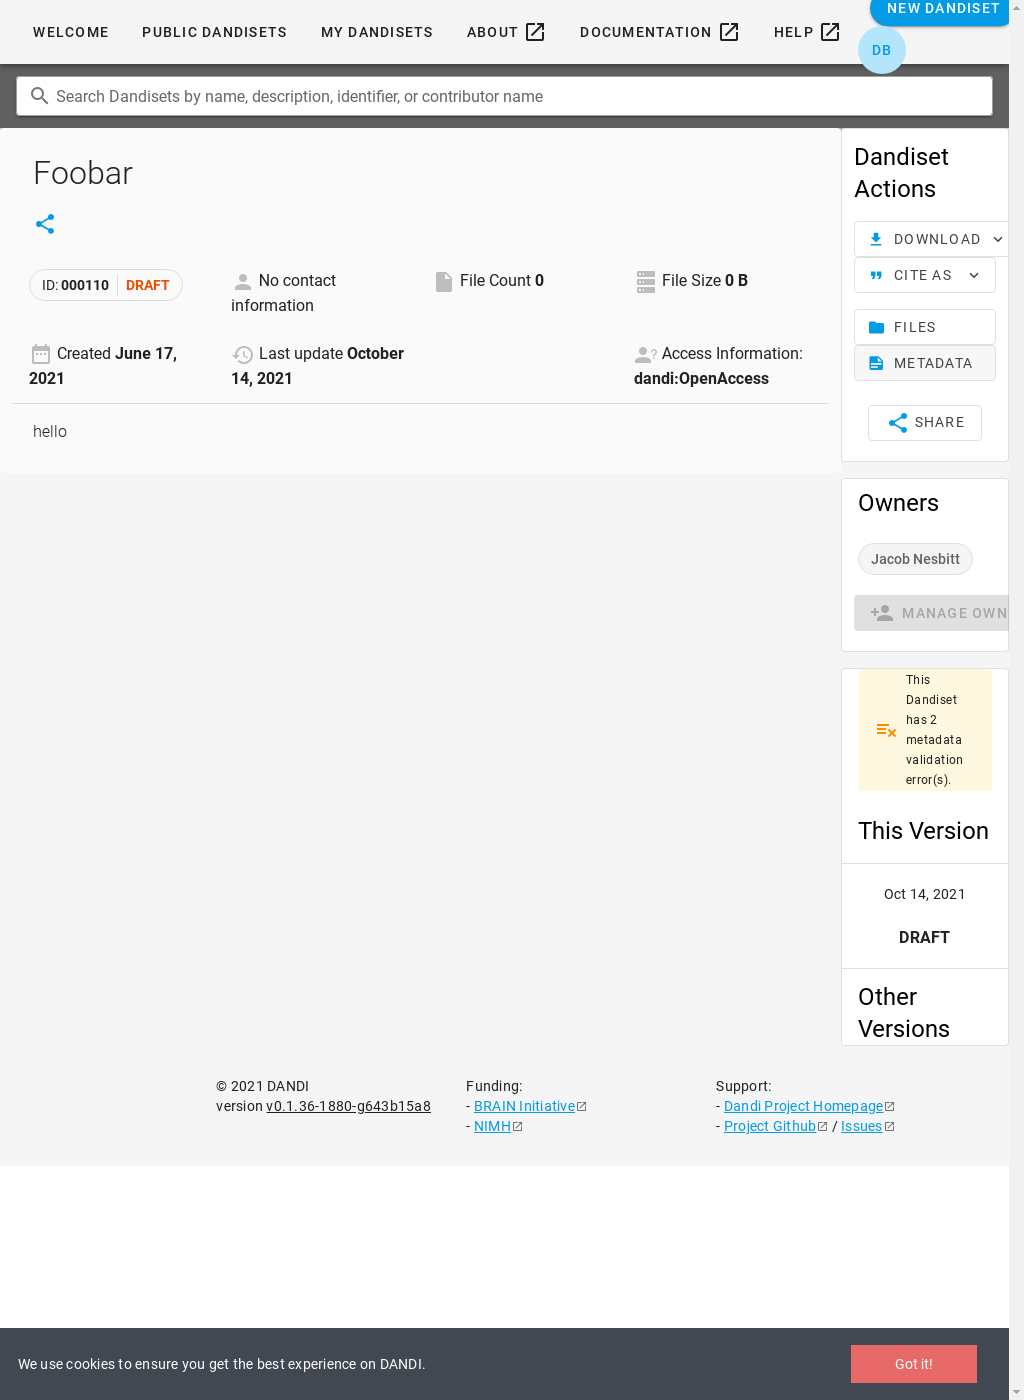 WELCOME PUBLIC DANDISETS MY DANDISETS ABOUT DOCUMENTATION HELP NEW DANDISET
DB
Search Dandisets by name, description, identifier, or contributor name
Foobar
ID: 000110 DRAFT
No contact
information
File Count 0
File Size 0 B
Created June 17,
2021
Last update October
14, 2021
Access Information:
dandi:OpenAccess
hello
Dandiset
Actions
DOWNLOAD
CITE AS
FILES
METADATA
SHARE
Owners
Jacob Nesbitt
MANAGE OWN
This
Dandiset
has 2
metadata
validation
error(s).
This Version
Oct 14, 2021
DRAFT
Other
Versions
© 2021 DANDI
version v0.1.36-1880-g643b15a8
Funding:
- BRAIN Initiative
- NIMH
Support:
- Dandi Project Homepage
- Project Github / Issues
We use cookies to ensure you get the best experience on DANDI.
Got it!